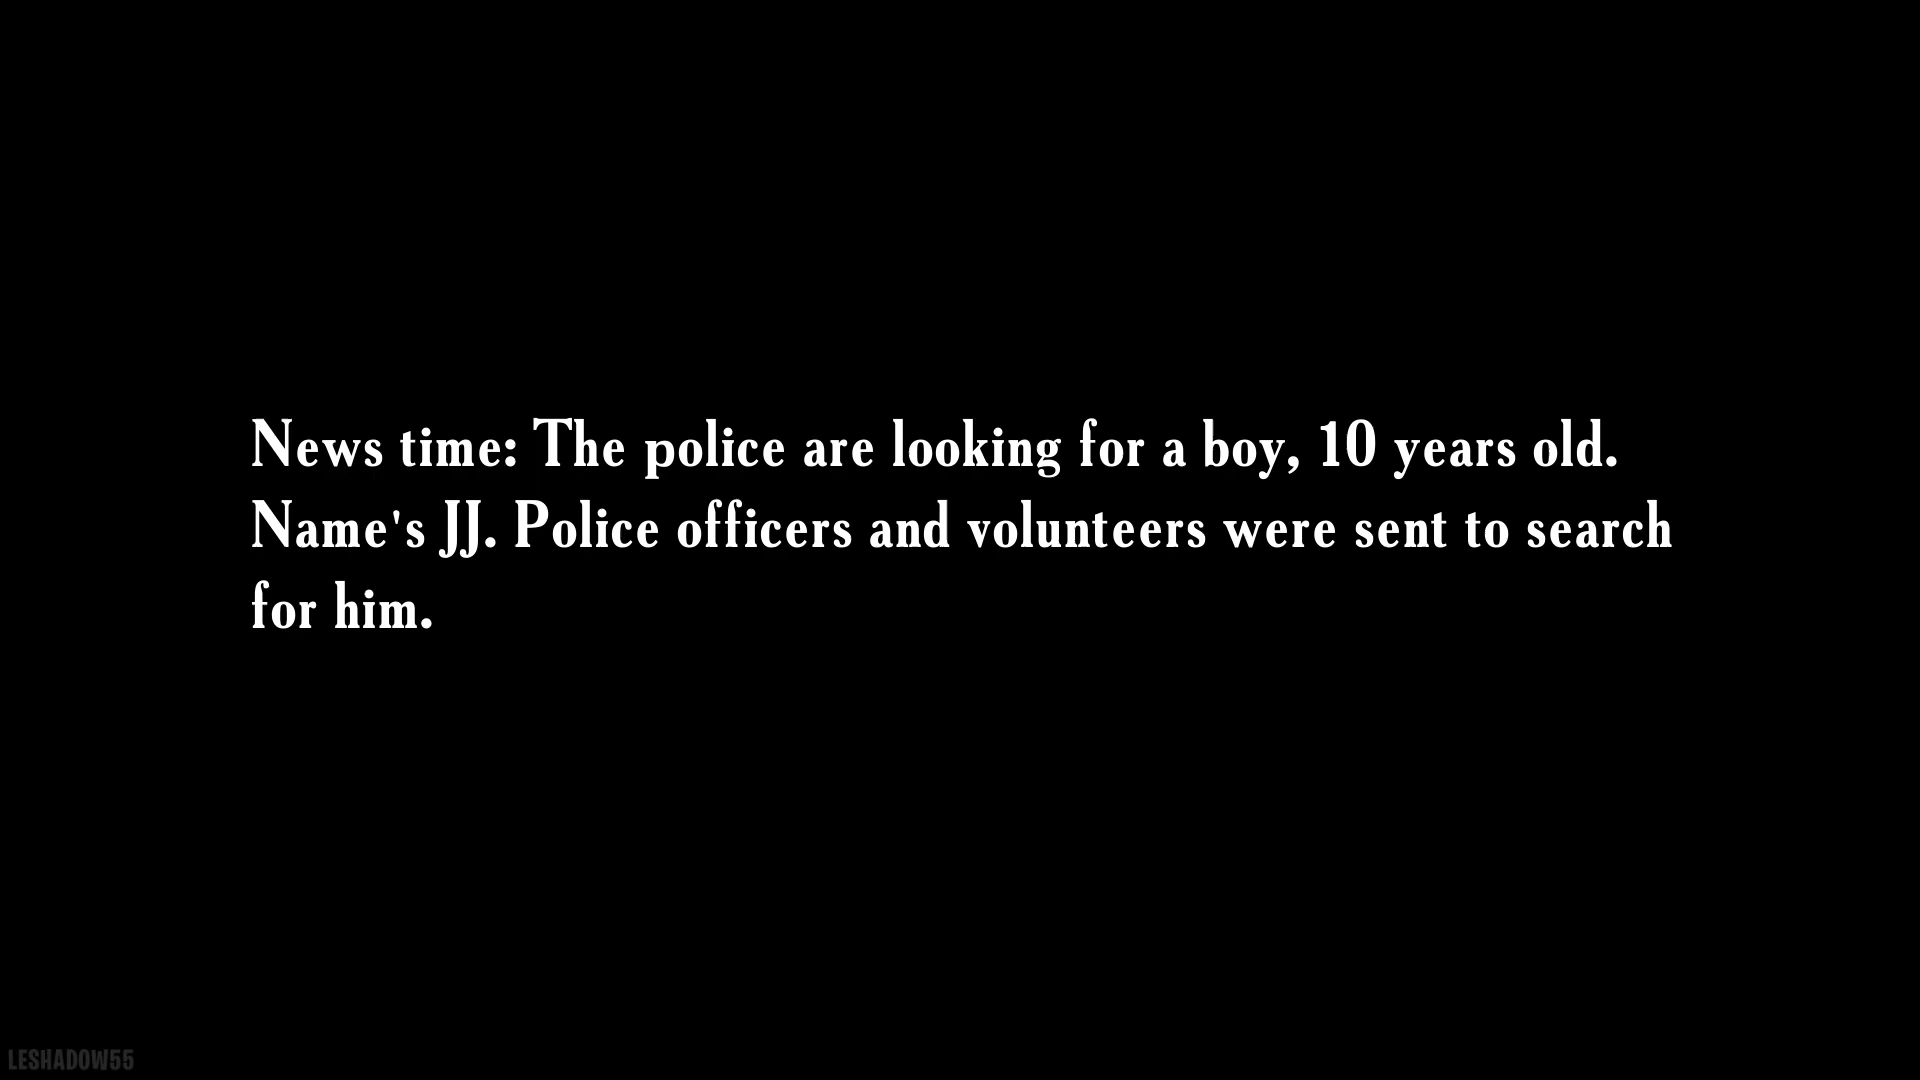 News time: The police are looking for a boy, 10 years old.
Name's JJ. Police officers and volunteers were sent to search
for him.
LESHADOW55